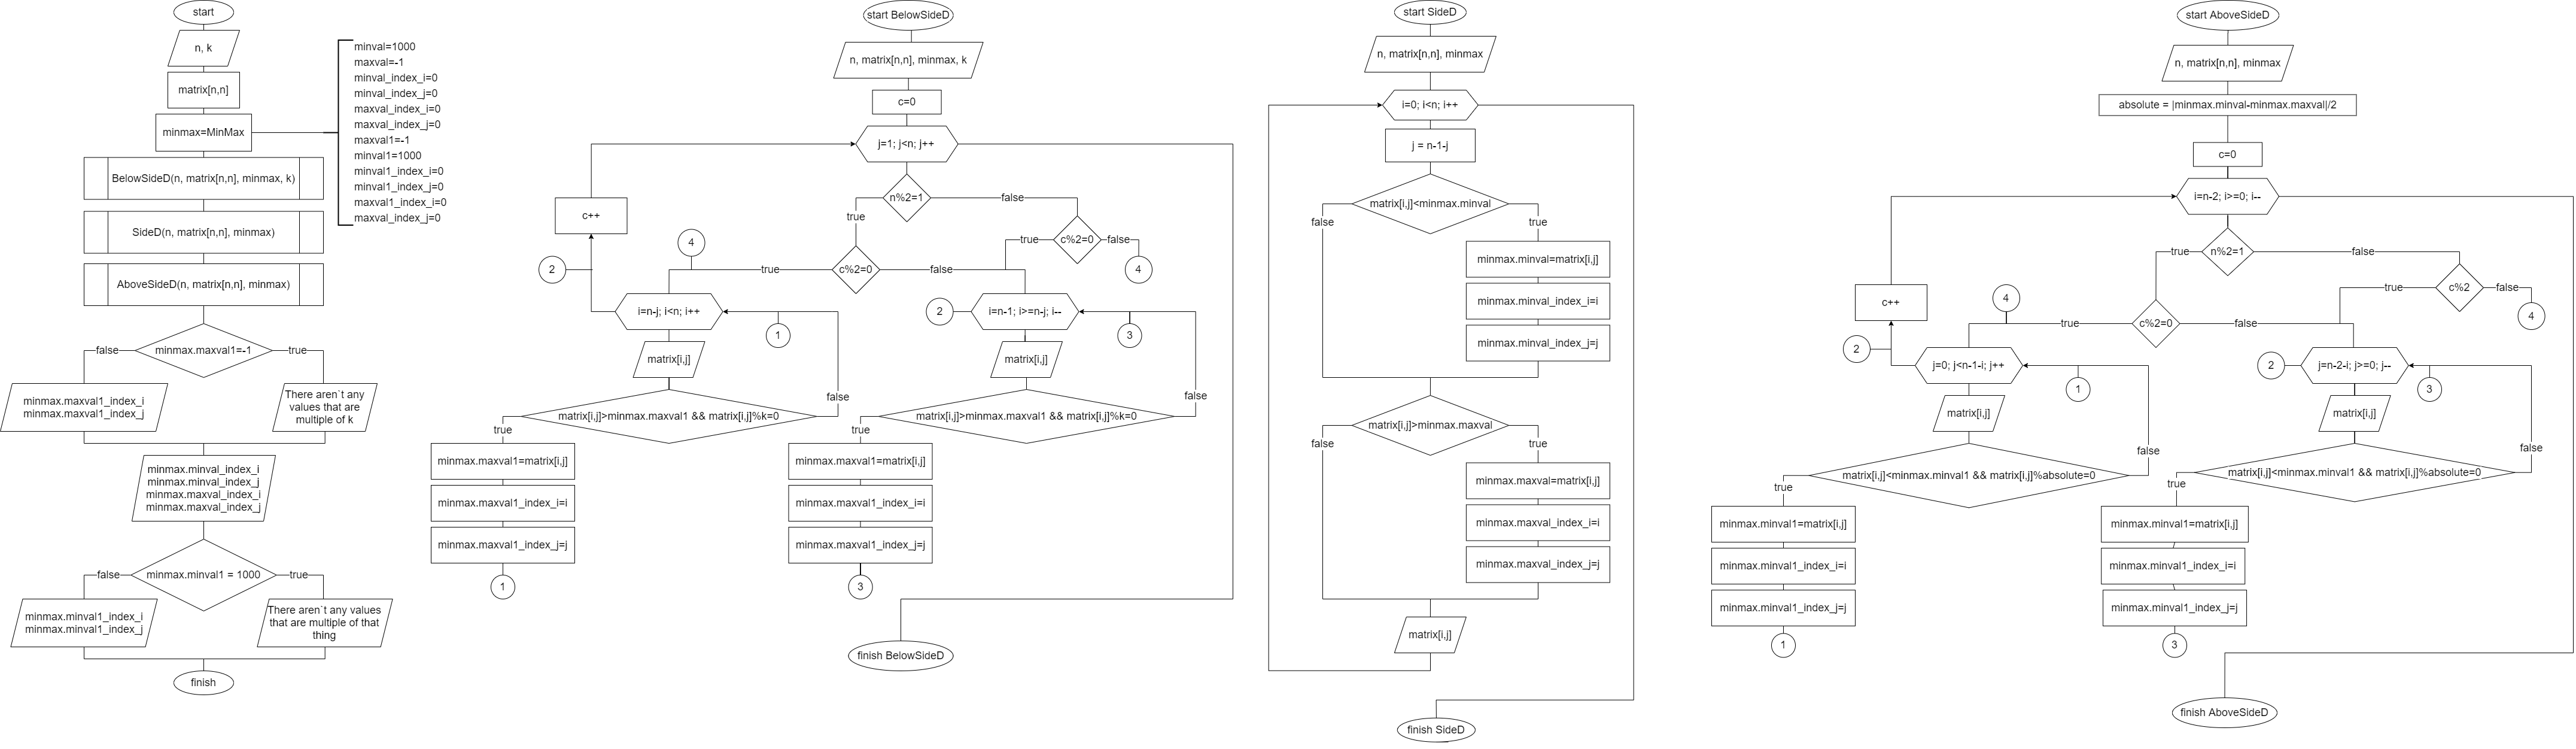 start
n, k
matrix[n,n]
minmax=MinMax
minval=1000
maxval=-1
minval_index_i=0
minval_index_j=0
maxval_index_i=0
maxval_index_j=0
maxval1=-1
minval1=1000
minval1_index_i=0
minval1_index_j=0
maxval1_index_i=0
maxval_index_j=0
BelowSideD(n, matrix[n,n], minmax, k)
SideD(n, matrix[n,n], minmax)
AboveSideD(n, matrix[n,n], minmax)
minmax.maxval1=-1
false
true
minmax.maxval1_index_i
minmax.maxval1_index_j
There aren`t any
values that are
multiple of k
minmax.minval_index_i
minmax.minval_index_j
minmax.maxval_index_i
minmax.maxval_index_j
minmax.minval1 = 1000
false
true
minmax.minval1_index_i
minmax.minval1_index_j
There aren`t any values
that are multiple of that
thing
finish
start BelowSideD
n, matrix[n,n], minmax, k
c=0
j=1; j<n; j++
n%2=1
true
false
c++
c%2=0
true
false
4
2
4
c%2=0
true
false
i=n-j; i<n; i++
1
2
i=n-1; i>=n-j; i--
3
matrix[i,j]
matrix[i,j]
false
false
matrix[i,j]>minmax.maxval1 && matrix[i,j]%k=0
matrix[i,j]>minmax.maxval1 && matrix[i,j]%k=0
true
true
minmax.maxval1=matrix[i,j]
minmax.maxval1=matrix[i,j]
minmax.maxval1_index_i=i
minmax.maxval1_index_i=i
minmax.maxval1_index_j=j
minmax.maxval1_index_j=j
1
3
finish BelowSideD
start SideD
n, matrix[n,n], minmax
i=0; i<n; i++
j = n-1-j
matrix[i,j]<minmax.minval
false
true
minmax.minval=matrix[i,j]
minmax.minval_index_i=i
minmax.minval_index_j=j
matrix[i,j]>minmax.maxval
false
true
minmax.maxval=matrix[i,j]
minmax.maxval_index_i=i
minmax.maxval_index_j=j
matrix[i,j]
finish SideD
start AboveSideD
n, matrix[n,n], minmax
absolute = |minmax.minval-minmax.maxval|/2
c=0
i=n-2; i>=0; i--
n%2=1
true
false
c%2
true
false
4
c++
4
c%2=0
true
false
2
j=0; j<n-1-i; j++
1
2
j=n-2-i; j>=0; j--
3
matrix[i,j]
matrix[i,j]
false
false
matrix[i,j]<minmax.minval1 && matrix[i,j]%absolute=0
matrix[i,j]<minmax.minval1 && matrix[i,j]%absolute=0
true
true
minmax.minval1=matrix[i,j]
minmax.minval1=matrix[i,j]
minmax.minval1_index_i=i
minmax.minval1_index_i=i
minmax.minval1_index_j=j
minmax.minval1_index_j=j
1
3
finish AboveSideD